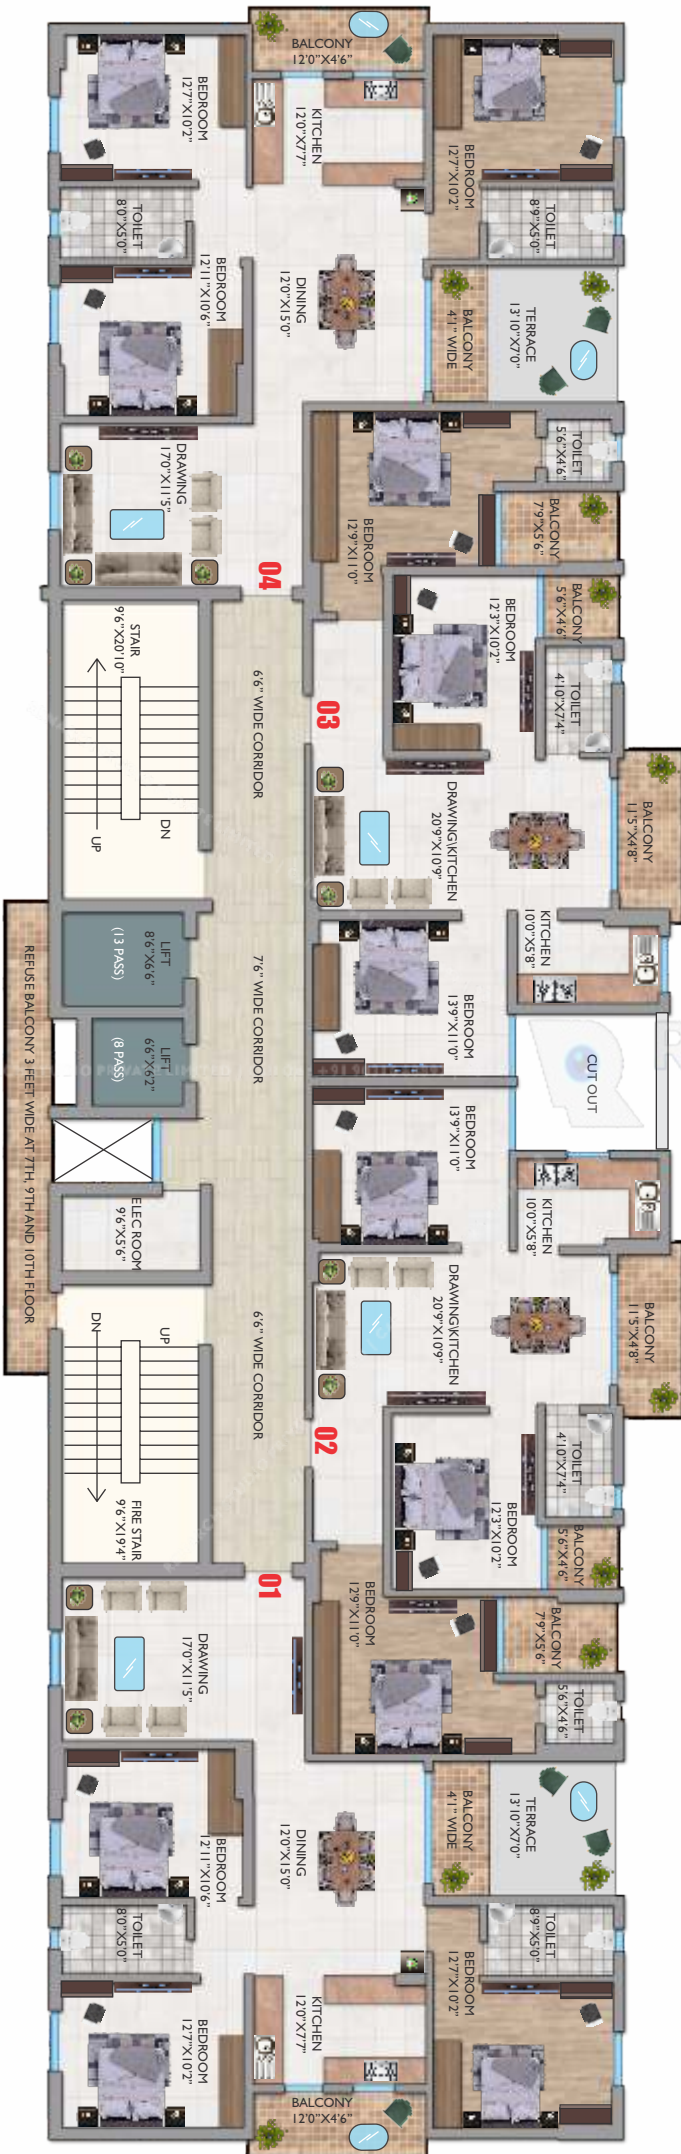 BALCONY
12'0"X4'6"
BEDROOM
12'7"X10'2"
KITCHEN
12'0"X7'7"
BEDROOM
12'7"X10'2"
TOILET
8'0"X5'0"
TOILET
8'9"X5'0"
BEDROOM
12'11"X10'6"
DINING
12'0"X15'0"
BALCONY
4'1" WIDE
TERRACE
13'10"X7'0"
DRAWING
17'0"X11'5"
TOILET
5'6"X4'6"
BEDROOM
12'9"X11'0"
BALCONY
7'9"X5'6"
04
BALCONY
5'6"X4'6"
BEDROOM
12'3"X10'2"
STAIR
9'6"X20'10"
DN
UP
6'6" WIDE CORRIDOR
03
TOILET
4'10"X7'4"
DRAWING\KITCHEN
20'9"X10'9"
BALCONY
11'5"X4'8"
KITCHEN
10'0"X5'8"
LIFT
8'6"X6'6"
(13 PASS)
7'6" WIDE CORRIDOR
BEDROOM
13'9"X11'0"
LIFT
6'6"X6'2"
(8 PASS)
CUT OUT
REFUSE BALCONY 3 FEET WIDE AT 7TH, 9TH AND 10TH FLOOR
BEDROOM
13'9"X11'0"
KITCHEN
10'0"X5'8"
ELEC ROOM
9'6"X5'6"
DRAWING\KITCHEN
20'9"X10'9"
BALCONY
11'5"X4'8"
UP
DN
6'6" WIDE CORRIDOR
02
TOILET
4'10"X7'4"
FIRE STAIR
9'6"X19'4"
BEDROOM
12'3"X10'2"
BALCONY
5'6"X4'6"
01
BEDROOM
12'9"X11'0"
BALCONY
7'9"X5'6"
DRAWING
17'0"X11'5"
TOILET
5'6"X4'6"
BEDROOM
12'11"X10'6"
DINING
12'0"X15'0"
BALCONY
4'1" WIDE
TERRACE
13'10"X7'0"
TOILET
8'0"X5'0"
TOILET
8'9"X5'0"
BEDROOM
12'7"X10'2"
KITCHEN
12'0"X7'7"
BEDROOM
12'7"X10'2"
BALCONY
12'0"X4'6"